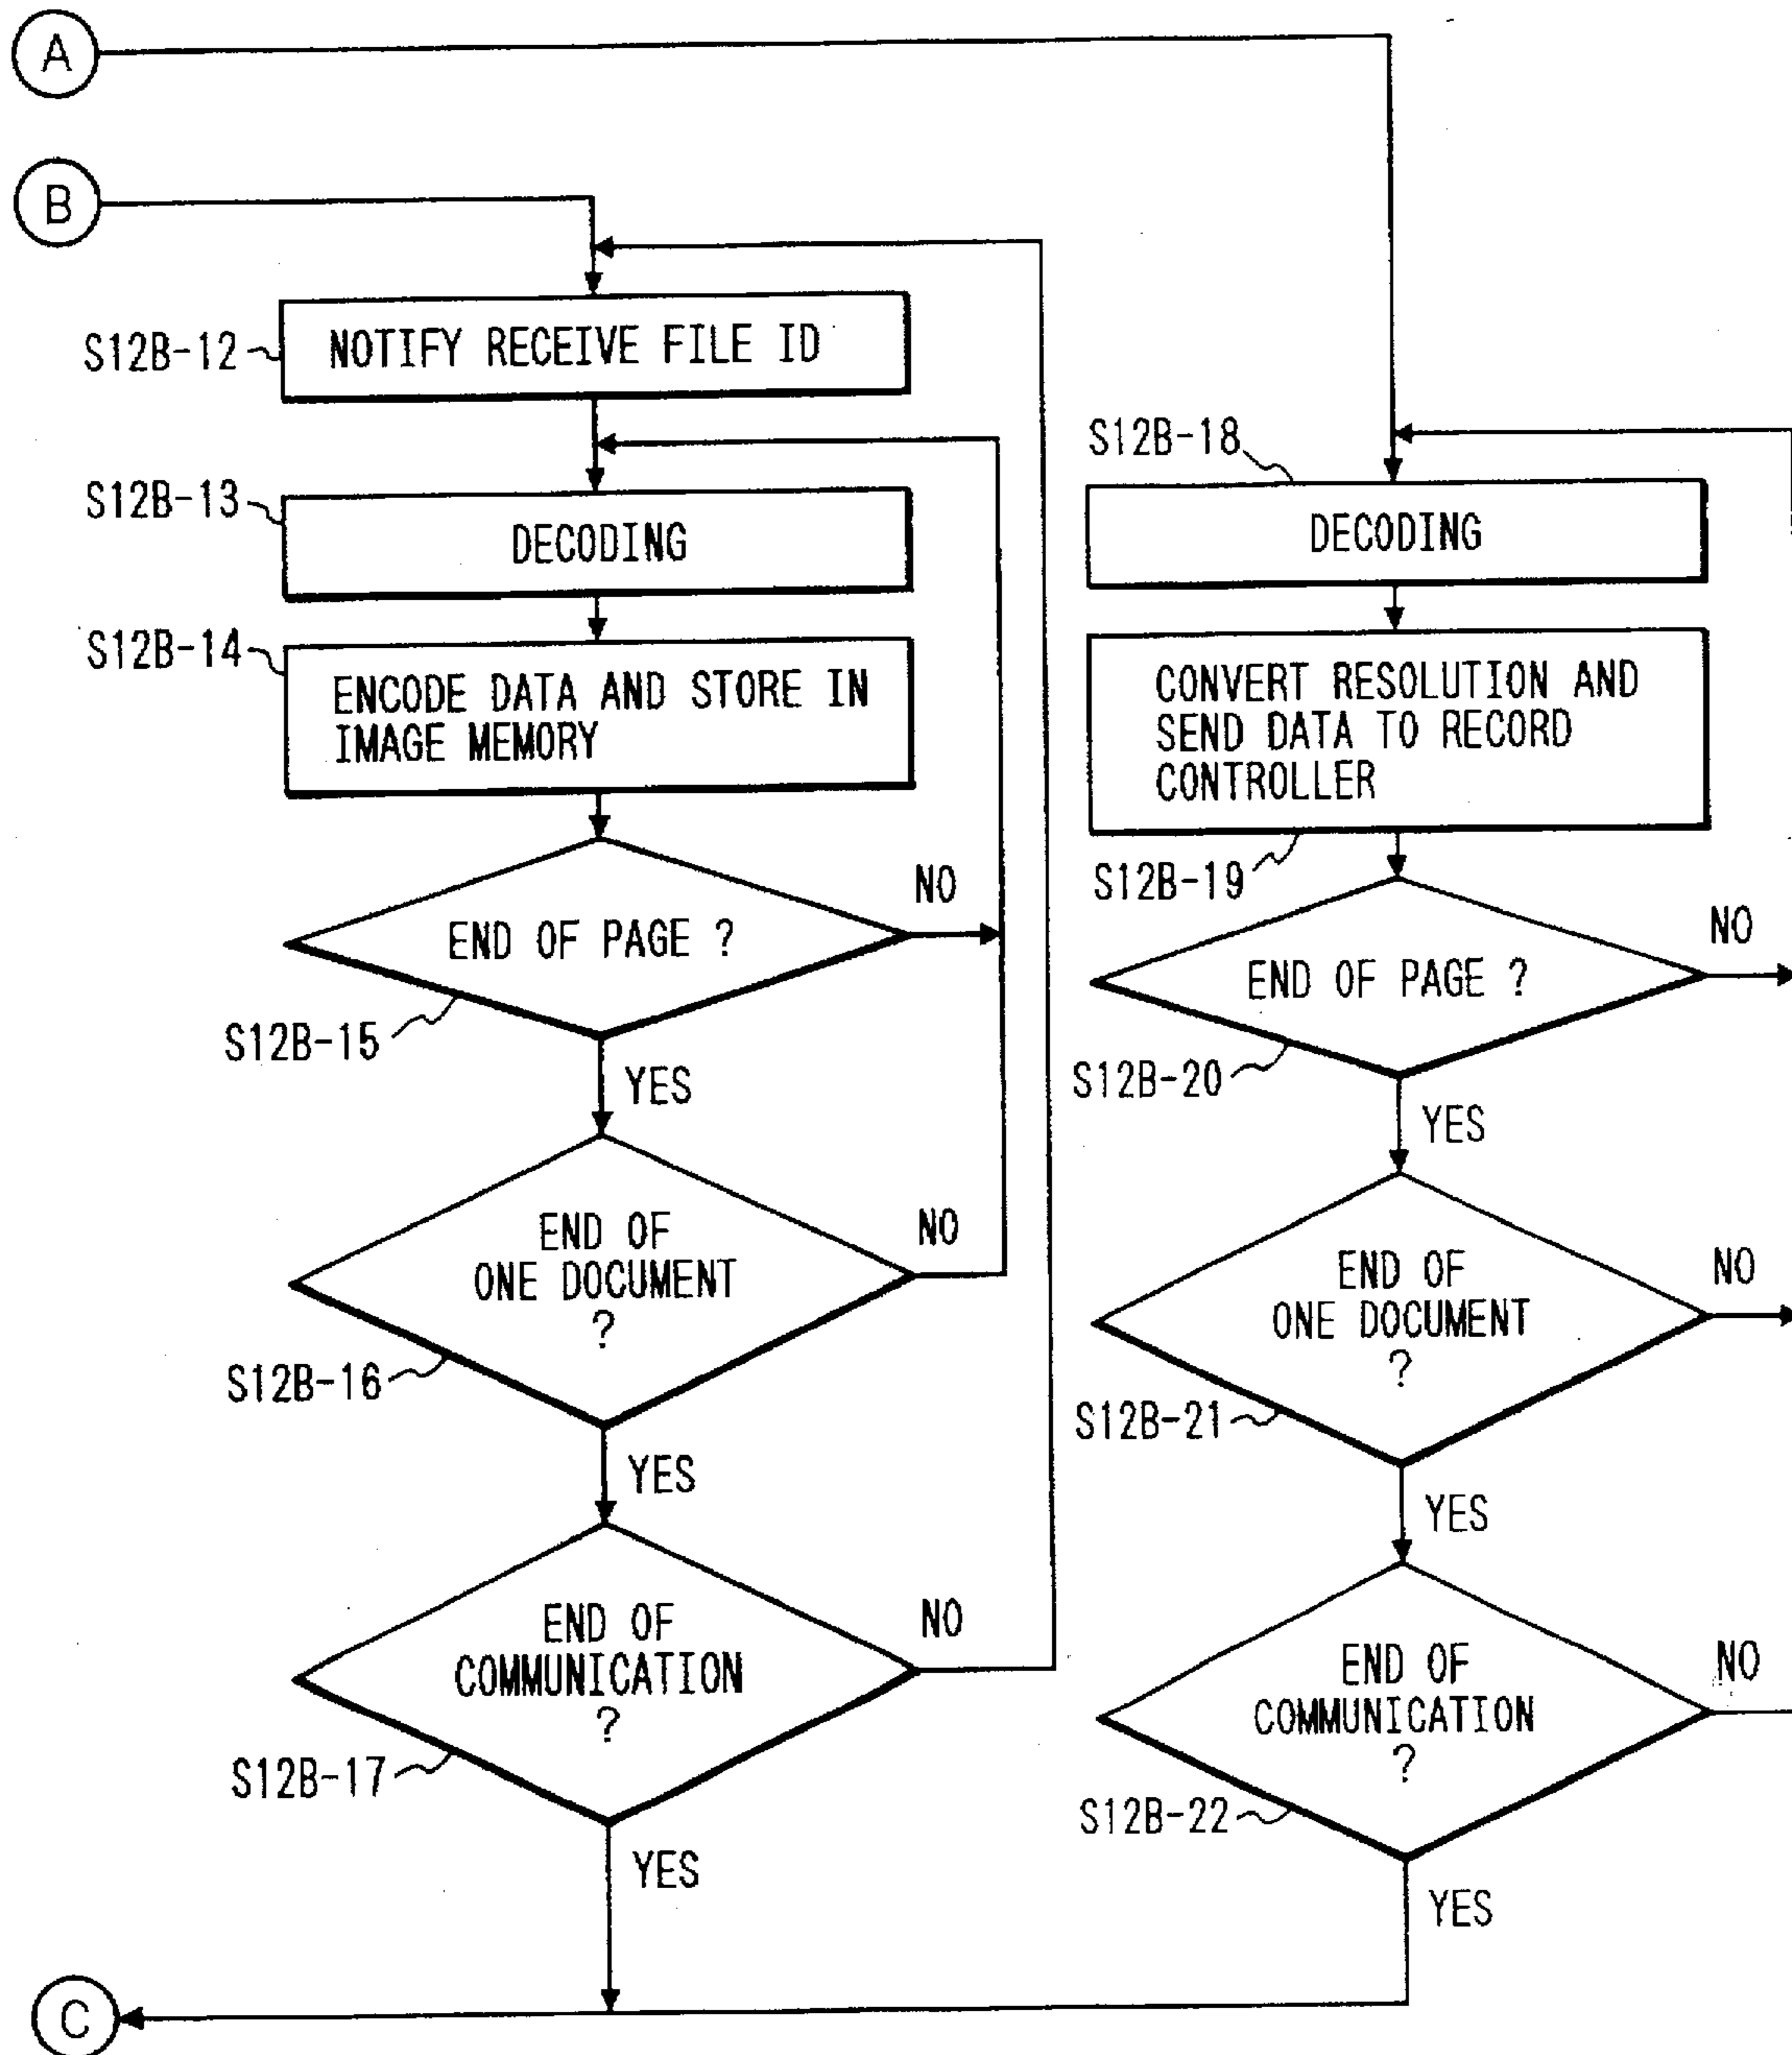 A
B
S12B-12
NOTIFY RECEIVE FILE ID
S12B-13
DECODING
S12B-14
ENCODE DATA AND STORE IN
IMAGE MEMORY
NO
END OF PAGE ?
S12B-15
YES
END OF
ONE DOCUMENT
?
NO
S12B-16
YES
END OF
COMMUNICATION
?
NO
S12B-17
YES
S12B-18
DECODING
CONVERT RESOLUTION AND
SEND DATA TO RECORD
CONTROLLER
S12B-19
NO
END OF PAGE ?
S12B-20
YES
END OF
ONE DOCUMENT
?
NO
S12B-21
YES
END OF
COMMUNICATION
?
NO
S12B-22
YES
C